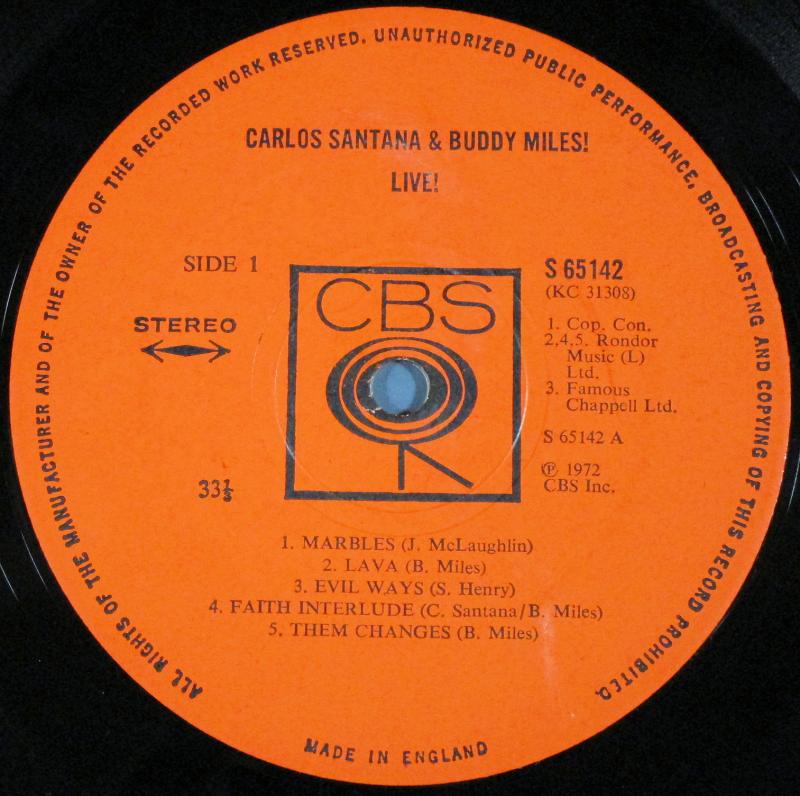 ALL RIGHTS OF THE MANUFACTURER AND OF THE OWNER OF THE RECORDED WORK RESERVED. UNAUTHORIZED PUBLIC PERFORMANCE, BROADCASTING AND COPYING OF THIS RECORD PROHIBITED.
CARLOS SANTANA & BUDDY MILES!
LIVE!
SIDE 1
STEREO
33⅓
CBS
S 65142
(KC 31308)
1. Cop. Con.
2,4,5. Rondor
Music (L)
Ltd.
3. Famous
Chappell Ltd.
S 65142 A
℗ 1972
CBS Inc.
1. MARBLES (J. McLaughlin)
2. LAVA (B. Miles)
3. EVIL WAYS (S. Henry)
4. FAITH INTERLUDE (C. Santana/B. Miles)
5. THEM CHANGES (B. Miles)
MADE IN ENGLAND